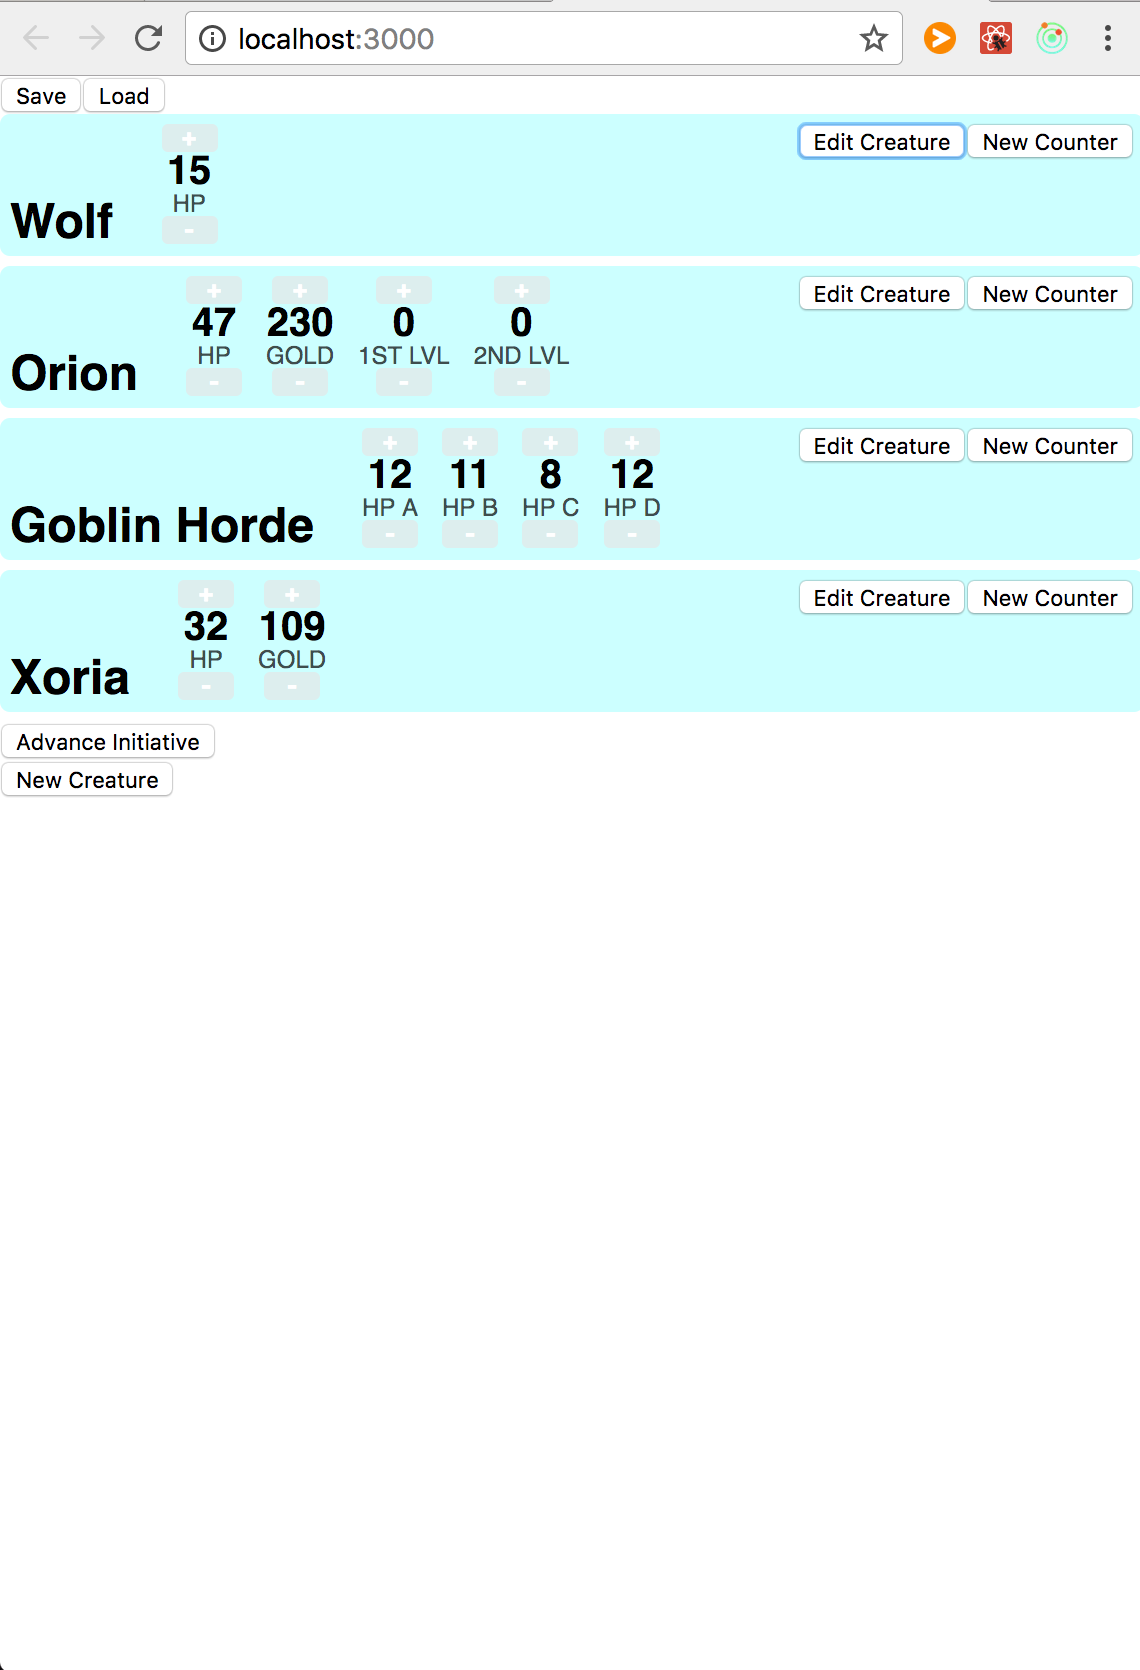 localhost:3000
Save Load
+
15
HP
-
Wolf
Edit Creature New Counter
+ + + +
47 230 0 0
HP GOLD 1ST LVL 2ND LVL
- - - -
Orion
Edit Creature New Counter
+ + + +
12 11 8 12
HP A HP B HP C HP D
- - - -
Goblin Horde
Edit Creature New Counter
+ +
32 109
HP GOLD
- -
Xoria
Edit Creature New Counter
Advance Initiative
New Creature